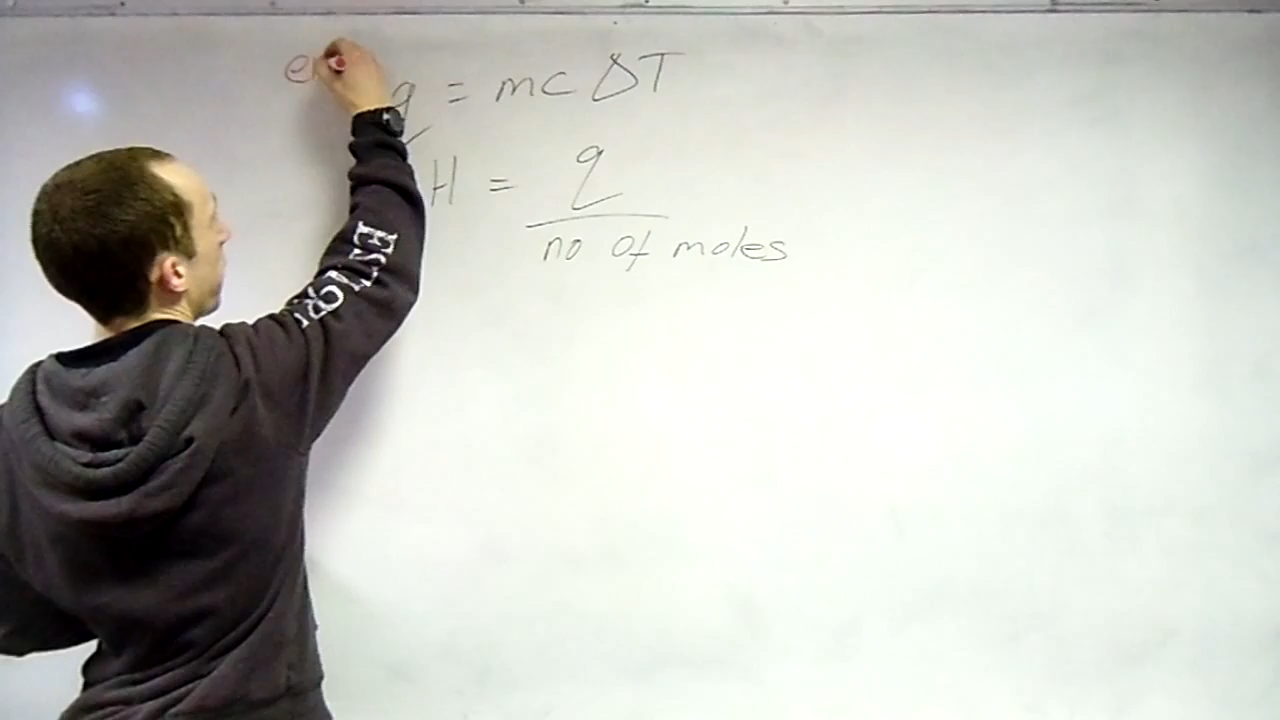 e q = mc ΔT
H = q
no of moles